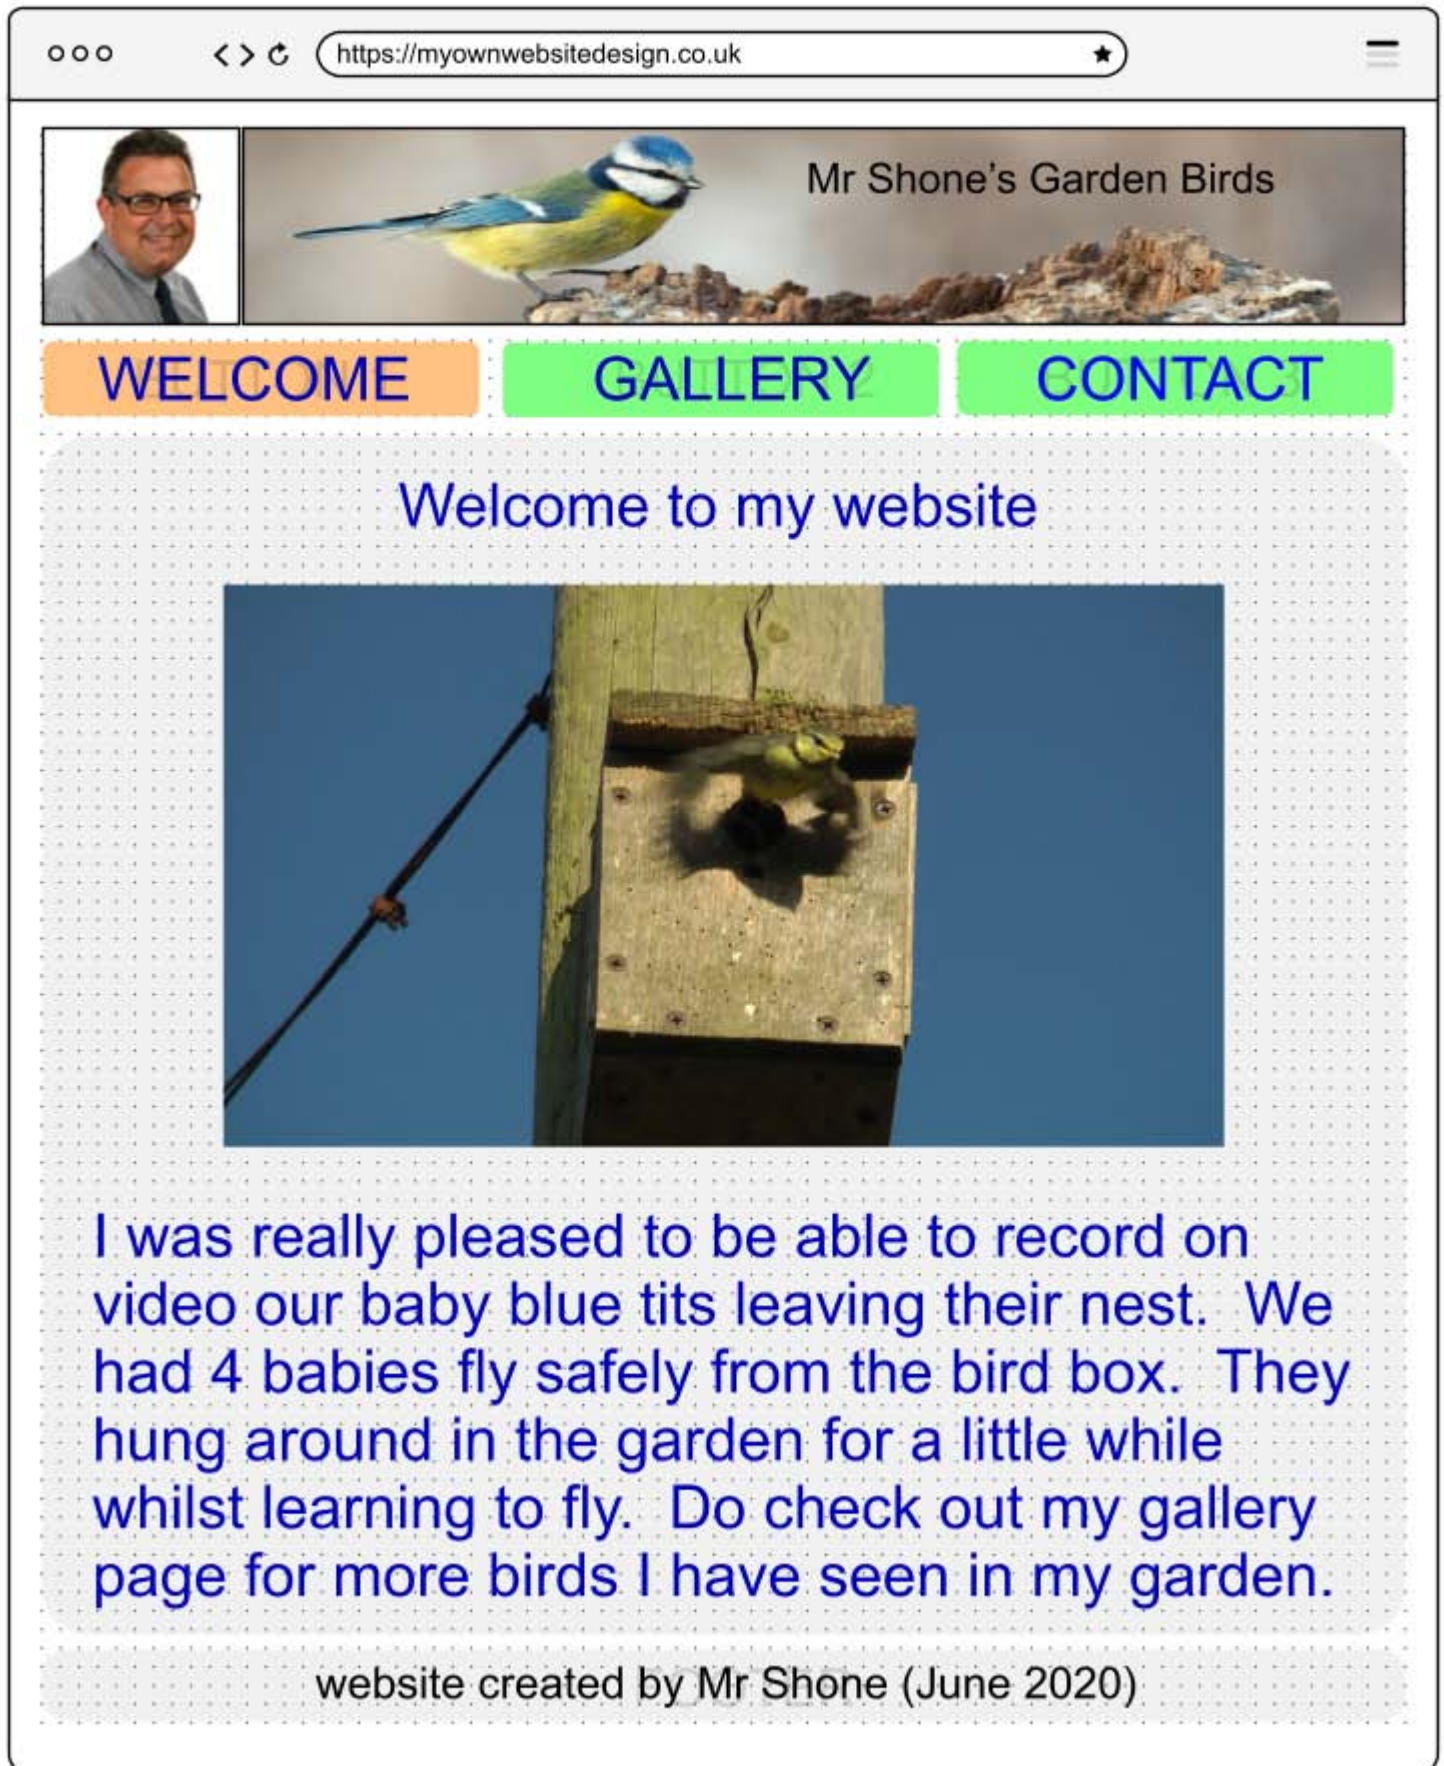 https://myownwebsitedesign.co.uk
Mr Shone's Garden Birds
WELCOME
GALLERY
CONTACT
Welcome to my website
I was really pleased to be able to record on
video our baby blue tits leaving their nest.  We
had 4 babies fly safely from the bird box.  They
hung around in the garden for a little while
whilst learning to fly.  Do check out my gallery
page for more birds I have seen in my garden.
website created by Mr Shone (June 2020)